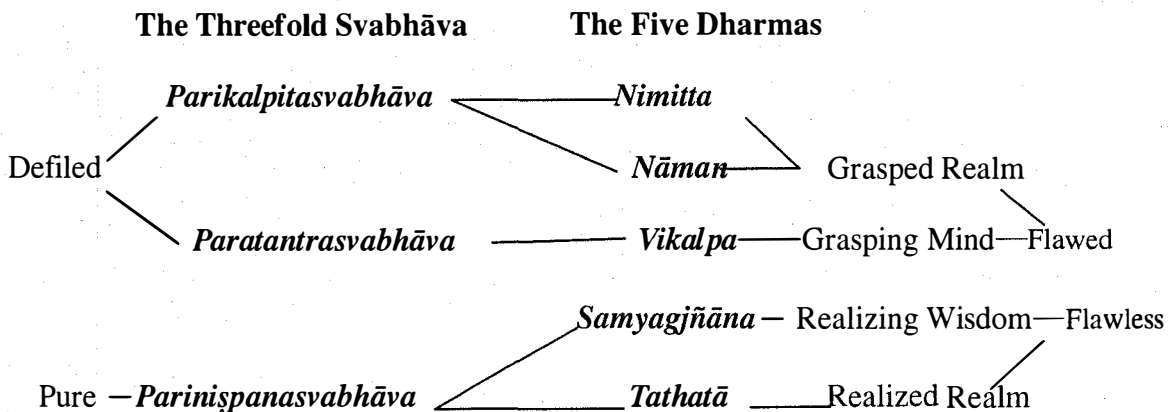 The Threefold Svabhāva The Five Dharmas
Parikalpitasvabhāva Nimitta
Defiled Nāman Grasped Realm
Paratantrasvabhāva Vikalpa Grasping Mind Flawed
Samyagjñāna Realizing Wisdom Flawless
Pure Pariniṣpanasvabhāva Tathatā Realized Realm